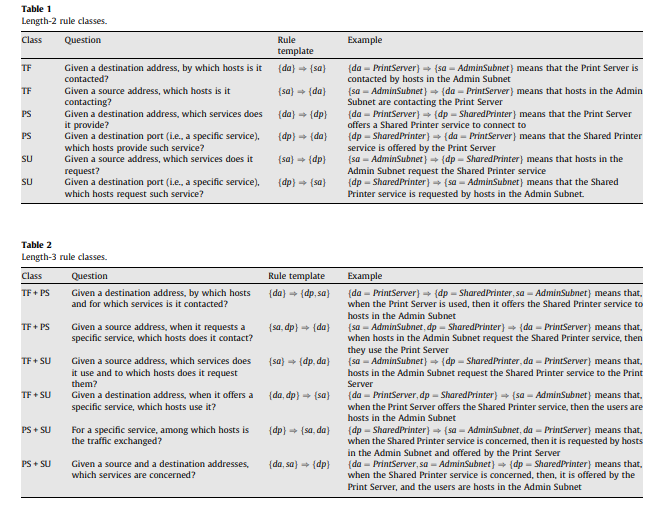 Table 1
Length-2 rule classes.
Class Question Rule template Example
TF Given a destination address, by which hosts is it contacted? {da} ⇒ {sa} {da = PrintServer} ⇒ {sa = AdminSubnet} means that the Print Server is contacted by hosts in the Admin Subnet
TF Given a source address, which hosts is it contacting? {sa} ⇒ {da} {sa = AdminSubnet} ⇒ {da = PrintServer} means that hosts in the Admin Subnet are contacting the Print Server
PS Given a destination address, which services does it provide? {da} ⇒ {dp} {da = PrintServer} ⇒ {dp = SharedPrinter} means that the Print Server offers a Shared Printer service to connect to
PS Given a destination port (i.e., a specific service), which hosts provide such service? {dp} ⇒ {da} {dp = SharedPrinter} ⇒ {da = PrintServer} means that the Shared Printer service is offered by the Print Server
SU Given a source address, which services does it request? {sa} ⇒ {dp} {sa = AdminSubnet} ⇒ {dp = SharedPrinter} means that hosts in the Admin Subnet request the Shared Printer service
SU Given a destination port (i.e., a specific service), which hosts request such service? {dp} ⇒ {sa} {dp = SharedPrinter} ⇒ {sa = AdminSubnet} means that the Shared Printer service is requested by hosts in the Admin Subnet.
Table 2
Length-3 rule classes.
Class Question Rule template Example
TF + PS Given a destination address, by which hosts and for which services is it contacted? {da} ⇒ {dp, sa} {da = PrintServer} ⇒ {dp = SharedPrinter, sa = AdminSubnet} means that, when the Print Server is used, then it offers the Shared Printer service to hosts in the Admin Subnet
TF + PS Given a source address, when it requests a specific service, which hosts does it contact? {sa, dp} ⇒ {da} {sa = AdminSubnet, dp = SharedPrinter} ⇒ {da = PrintServer} means that, when hosts in the Admin Subnet request the Shared Printer service, then they use the Print Server
TF + SU Given a source address, which services does it use and to which hosts does it request them? {sa} ⇒ {dp, da} {sa = AdminSubnet} ⇒ {dp = SharedPrinter, da = PrintServer} means that, hosts in the Admin Subnet request the Shared Printer service to the Print Server
TF + SU Given a destination address, when it offers a specific service, which hosts use it? {da, dp} ⇒ {sa} {da = PrintServer, dp = SharedPrinter} ⇒ {sa = AdminSubnet} means that, when the Print Server offers the Shared Printer service, then the users are hosts in the Admin Subnet
PS + SU For a specific service, among which hosts is the traffic exchanged? {dp} ⇒ {sa, da} {dp = SharedPrinter} ⇒ {sa = AdminSubnet, da = PrintServer} means that, when the Shared Printer service is concerned, then it is requested by hosts in the Admin Subnet and offered by the Print Server
PS + SU Given a source and a destination addresses, which services are concerned? {da, sa} ⇒ {dp} {da = PrintServer, sa = AdminSubnet} ⇒ {dp = SharedPrinter} means that, when the Shared Printer service is concerned, then, it is offered by the Print Server, and the users are hosts in the Admin Subnet